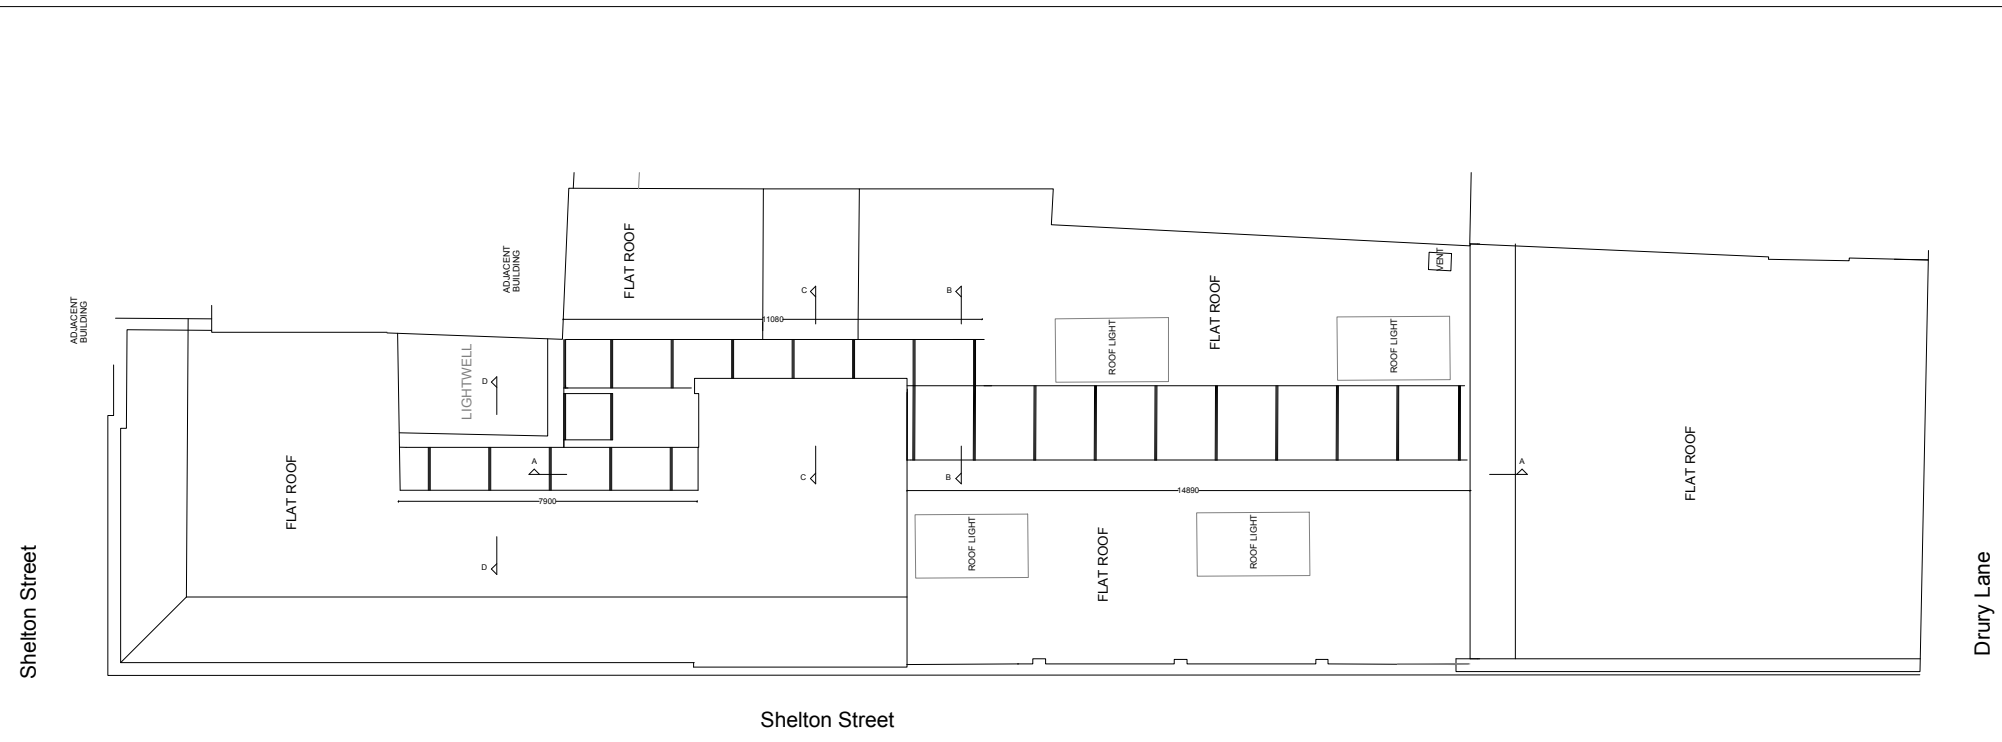 FLAT ROOF
ADJACENT
BUILDING
FLAT ROOF
VENT
C
B
ADJACENT
BUILDING
11080
ROOF LIGHT
ROOF LIGHT
LIGHTWELL
D
A
A
C
B
FLAT ROOF
FLAT ROOF
14890
7900
ROOF LIGHT
ROOF LIGHT
FLAT ROOF
D
Shelton Street
Drury Lane
Shelton Street